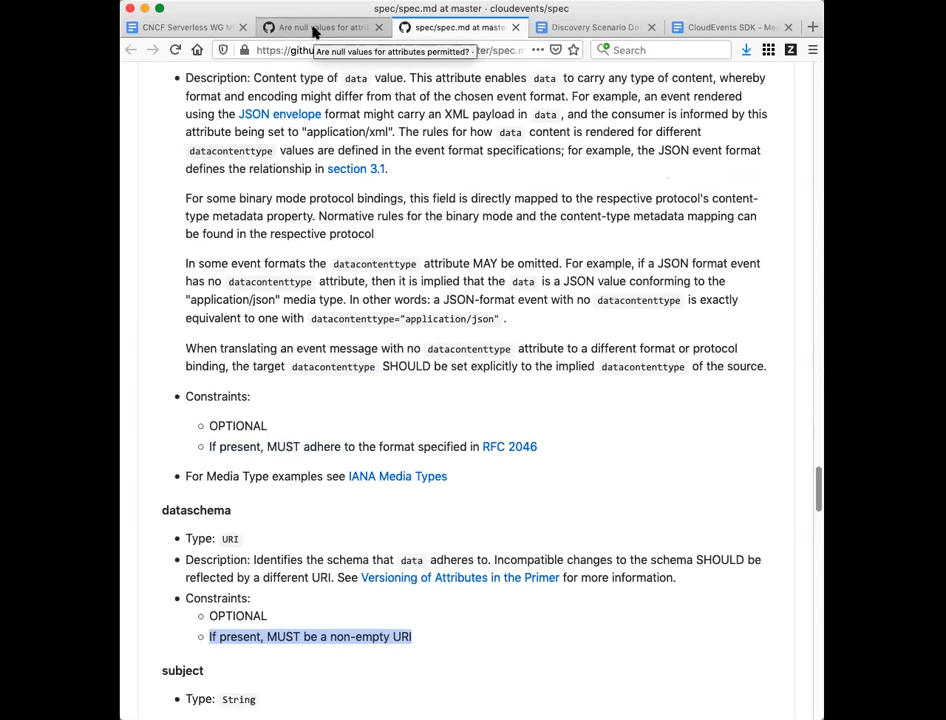 spec/spec.md at master · cloudevents/spec
CNCF Serverless WG M
Are null values for attri
spec/spec.md at maste
Discovery Scenario Do
CloudEvents SDK - Me
https://githu
ter/spec.m
Search
Are null values for attributes permitted? ·
• Description: Content type of data value. This attribute enables data to carry any type of content, whereby
format and encoding might differ from that of the chosen event format. For example, an event rendered
using the JSON envelope format might carry an XML payload in data , and the consumer is informed by this
attribute being set to "application/xml". The rules for how data content is rendered for different
datacontenttype values are defined in the event format specifications; for example, the JSON event format
defines the relationship in section 3.1.
For some binary mode protocol bindings, this field is directly mapped to the respective protocol's content-
type metadata property. Normative rules for the binary mode and the content-type metadata mapping can
be found in the respective protocol
In some event formats the datacontenttype attribute MAY be omitted. For example, if a JSON format event
has no datacontenttype attribute, then it is implied that the data is a JSON value conforming to the
"application/json" media type. In other words: a JSON-format event with no datacontenttype is exactly
equivalent to one with datacontenttype="application/json" .
When translating an event message with no datacontenttype attribute to a different format or protocol
binding, the target datacontenttype SHOULD be set explicitly to the implied datacontenttype of the source.
• Constraints:
○ OPTIONAL
○ If present, MUST adhere to the format specified in RFC 2046
• For Media Type examples see IANA Media Types
dataschema
• Type: URI
• Description: Identifies the schema that data adheres to. Incompatible changes to the schema SHOULD be
reflected by a different URI. See Versioning of Attributes in the Primer for more information.
• Constraints:
○ OPTIONAL
○ If present, MUST be a non-empty URI
subject
• Type: String